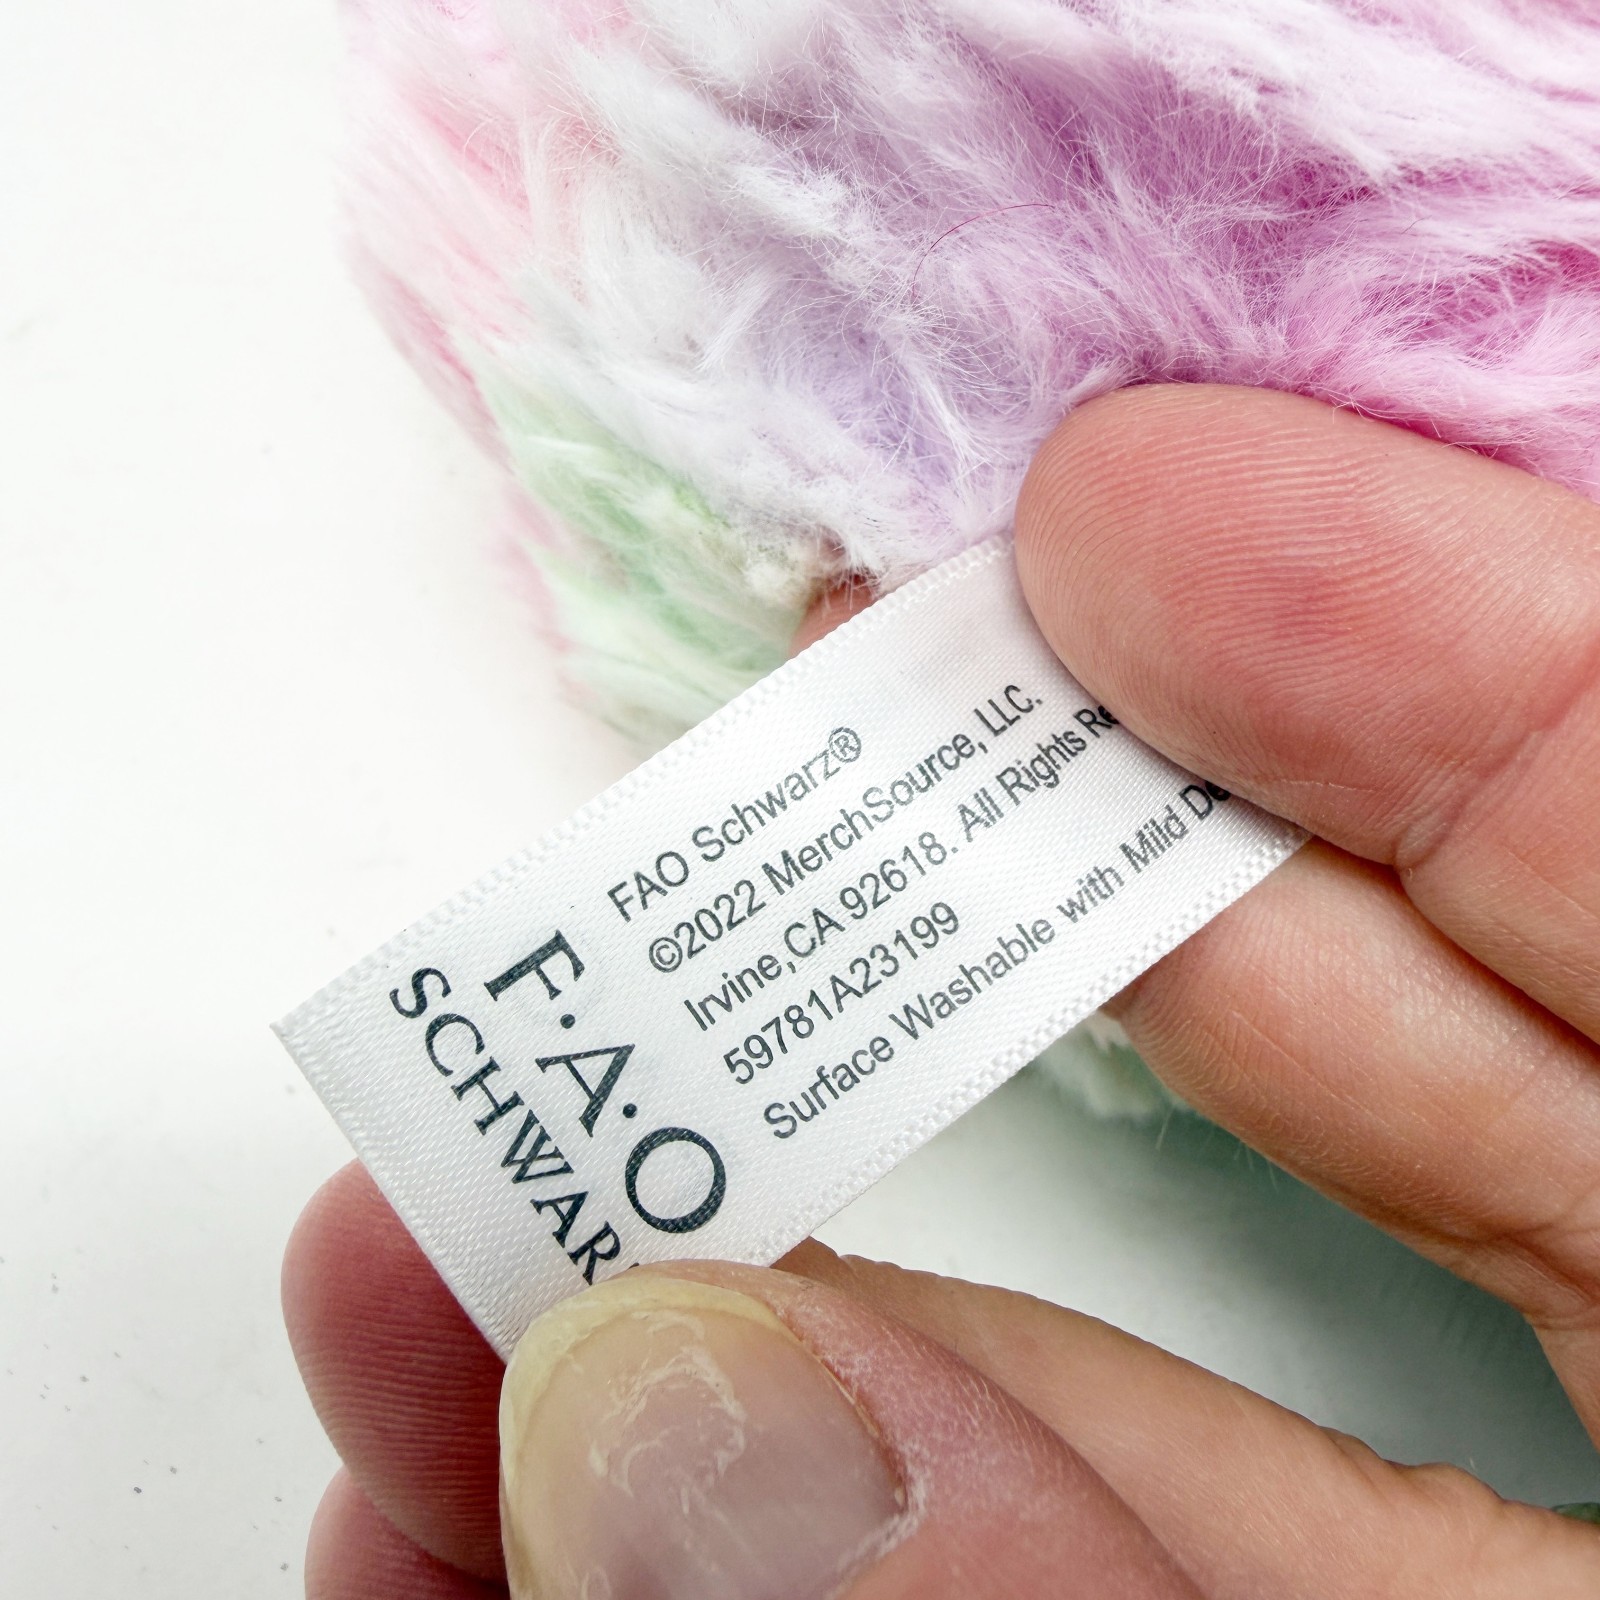 FAO Schwarz®
©2022 MerchSource, LLC.
Irvine,CA 92618. All Rights
59781A23199
Surface Washable with Mild
F.A.O
SCHWAR